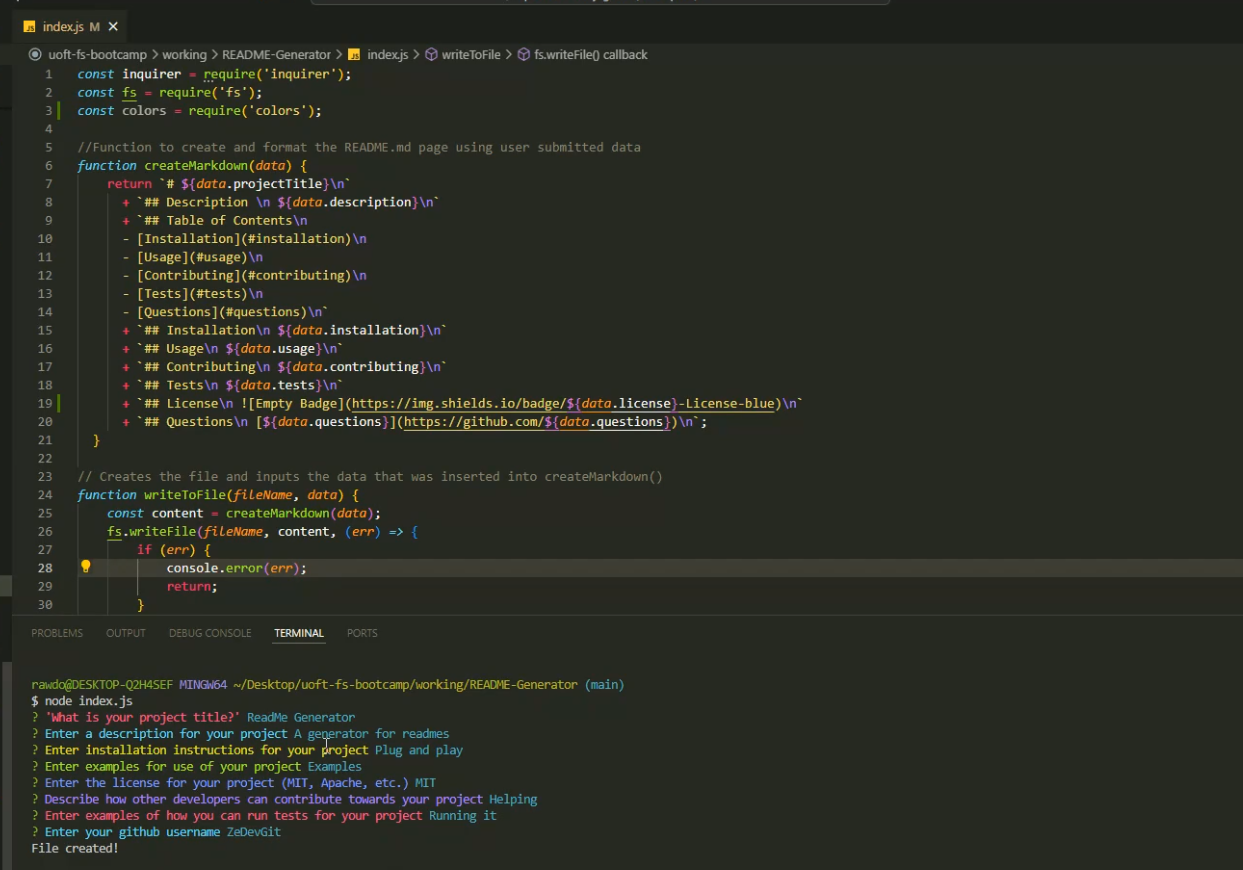 index.js M ×
uoft-fs-bootcamp > working > README-Generator > index.js > writeToFile > fs.writeFile() callback
1 const inquirer = require('inquirer');
2 const fs = require('fs');
3 const colors = require('colors');
4
5 //Function to create and format the README.md page using user submitted data
6 function createMarkdown(data) {
7 return `# ${data.projectTitle}\n`
8 + `## Description \n ${data.description}\n`
9 + `## Table of Contents\n
10 - [Installation](#installation)\n
11 - [Usage](#usage)\n
12 - [Contributing](#contributing)\n
13 - [Tests](#tests)\n
14 - [Questions](#questions)\n`
15 + `## Installation\n ${data.installation}\n`
16 + `## Usage\n ${data.usage}\n`
17 + `## Contributing\n ${data.contributing}\n`
18 + `## Tests\n ${data.tests}\n`
19 + `## License\n ![Empty Badge](https://img.shields.io/badge/${data.license}-License-blue)\n`
20 + `## Questions\n [${data.questions}](https://github.com/${data.questions})\n`;
21 }
22
23 // Creates the file and inputs the data that was inserted into createMarkdown()
24 function writeToFile(fileName, data) {
25 const content = createMarkdown(data);
26 fs.writeFile(fileName, content, (err) => {
27 if (err) {
28 console.error(err);
29 return;
30 }
PROBLEMS OUTPUT DEBUG CONSOLE TERMINAL PORTS
rawdo@DESKTOP-Q2H4SEF MINGW64 ~/Desktop/uoft-fs-bootcamp/working/README-Generator (main)
$ node index.js
? 'What is your project title?' ReadMe Generator
? Enter a description for your project A generator for readmes
? Enter installation instructions for your project Plug and play
? Enter examples for use of your project Examples
? Enter the license for your project (MIT, Apache, etc.) MIT
? Describe how other developers can contribute towards your project Helping
? Enter examples of how you can run tests for your project Running it
? Enter your github username ZeDevGit
File created!